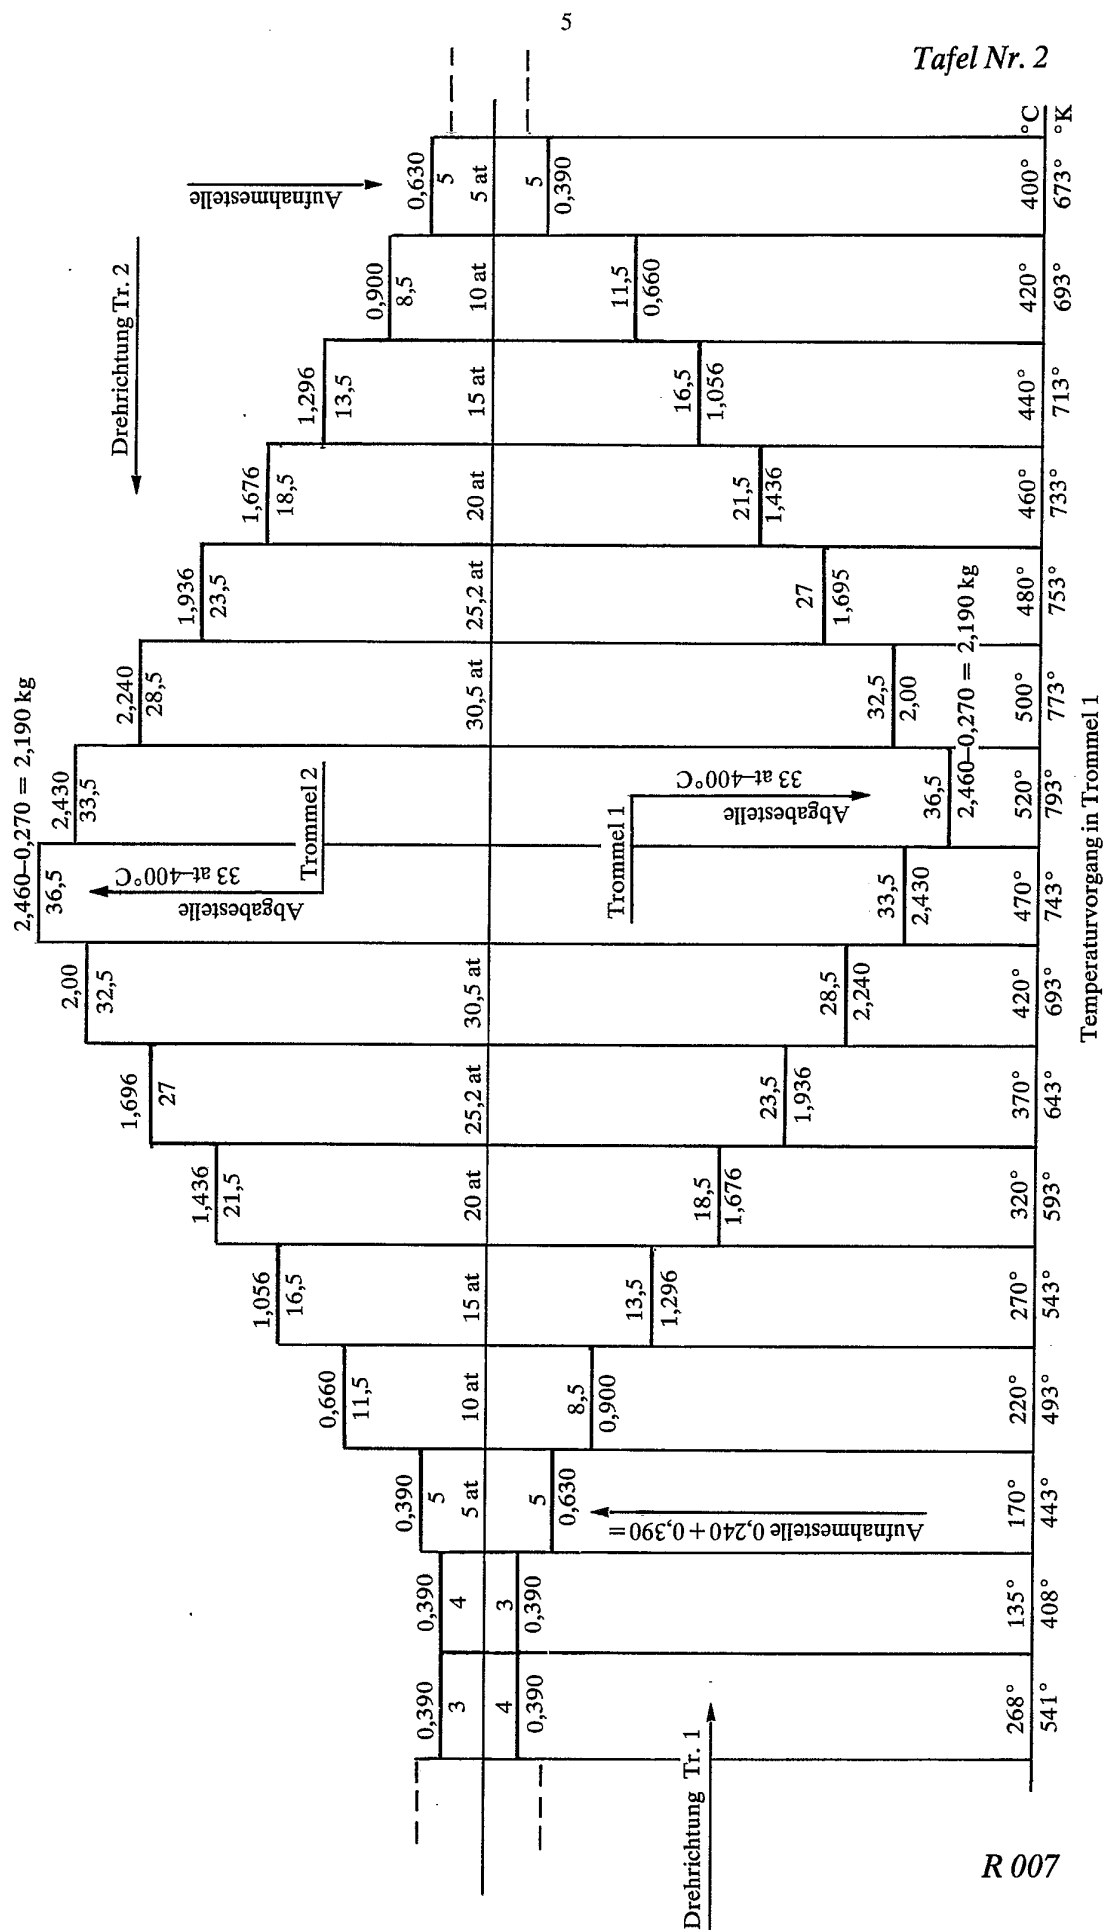 5
Tafel Nr. 2
2,460–0,270 = 2,190 kg
36,5
2,430
33,5
2,00
32,5
2,240
28,5
1,696
27
1,936
23,5
1,436
21,5
1,676
18,5
1,056
16,5
1,296
13,5
0,660
11,5
0,900
8,5
0,390
5
0,630
5
0,390
4
0,390
3
Drehrichtung Tr. 2
Aufnahmestelle
Abgabestelle
33 at–400°C
Trommel 2
5 at 10 at 15 at 20 at 25,2 at 30,5 at 30,5 at 25,2 at 20 at 15 at 10 at 5 at
4 3 5 8,5 13,5 18,5 23,5 28,5 33,5 36,5 32,5 27 21,5 16,5 11,5 5
0,390 0,390 0,630 0,900 1,296 1,676 1,936 2,240 2,430 2,460–0,270 = 2,190 kg 2,00 1,695 1,436 1,056 0,660 0,390
Trommel 1
33 at–400°C
Abgabestelle
Aufnahmestelle 0,240 + 0,390 =
Drehrichtung Tr. 1
268° 135° 170° 220° 270° 320° 370° 420° 470° 520° 500° 480° 460° 440° 420° 400° °C
541° 408° 443° 493° 543° 593° 643° 693° 743° 793° 773° 753° 733° 713° 693° 673° °K
Temperaturvorgang in Trommel 1
R 007